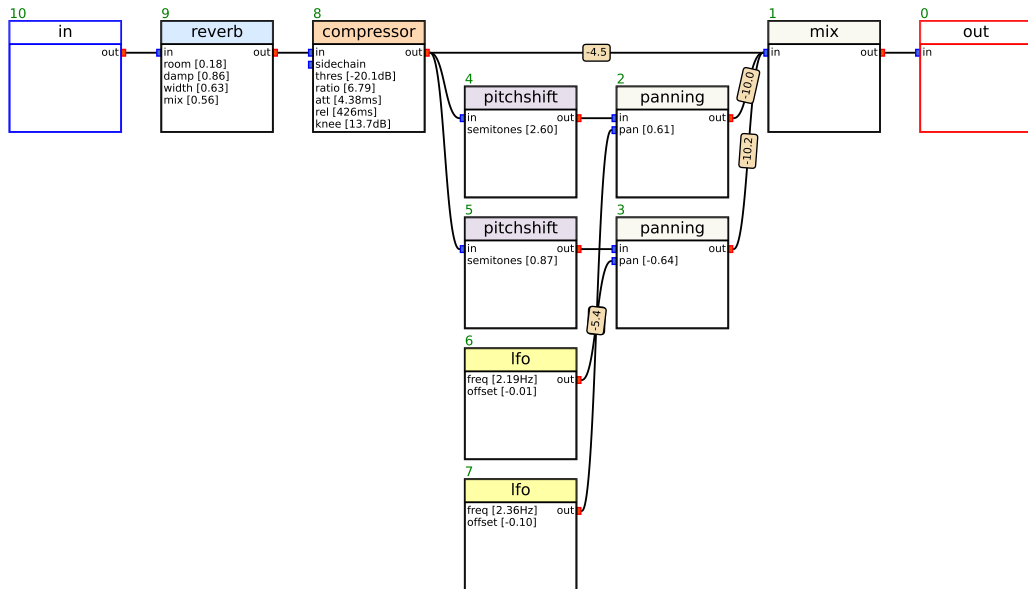 10
in
out
9
reverb
in out
room [0.18]
damp [0.86]
width [0.63]
mix [0.56]
8
compressor
in out
sidechain
thres [-20.1dB]
ratio [6.79]
att [4.38ms]
rel [426ms]
knee [13.7dB]
-4.5
1
mix
in out
0
out
in
4
pitchshift
in out
semitones [2.60]
2
panning
in out
pan [0.61]
-10.0
-10.2
5
pitchshift
in out
semitones [0.87]
3
panning
in out
pan [-0.64]
-5.4
6
lfo
freq [2.19Hz] out
offset [-0.01]
7
lfo
freq [2.36Hz] out
offset [-0.10]